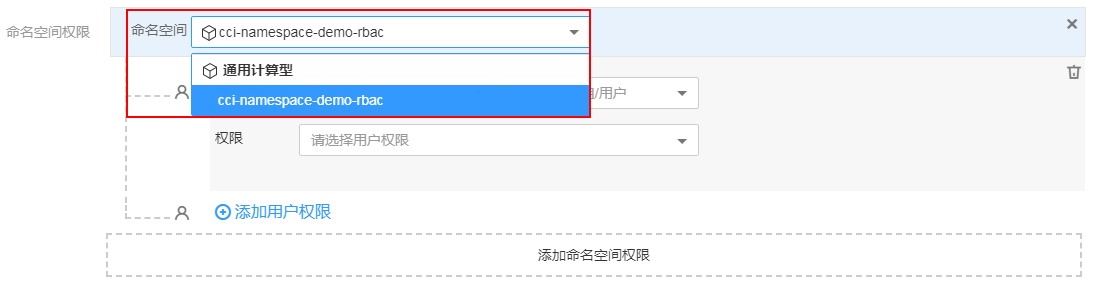 命名空间权限
命名空间 cci-namespace-demo-rbac
通用计算型
cci-namespace-demo-rbac
/用户
权限 请选择用户权限
添加用户权限
添加命名空间权限